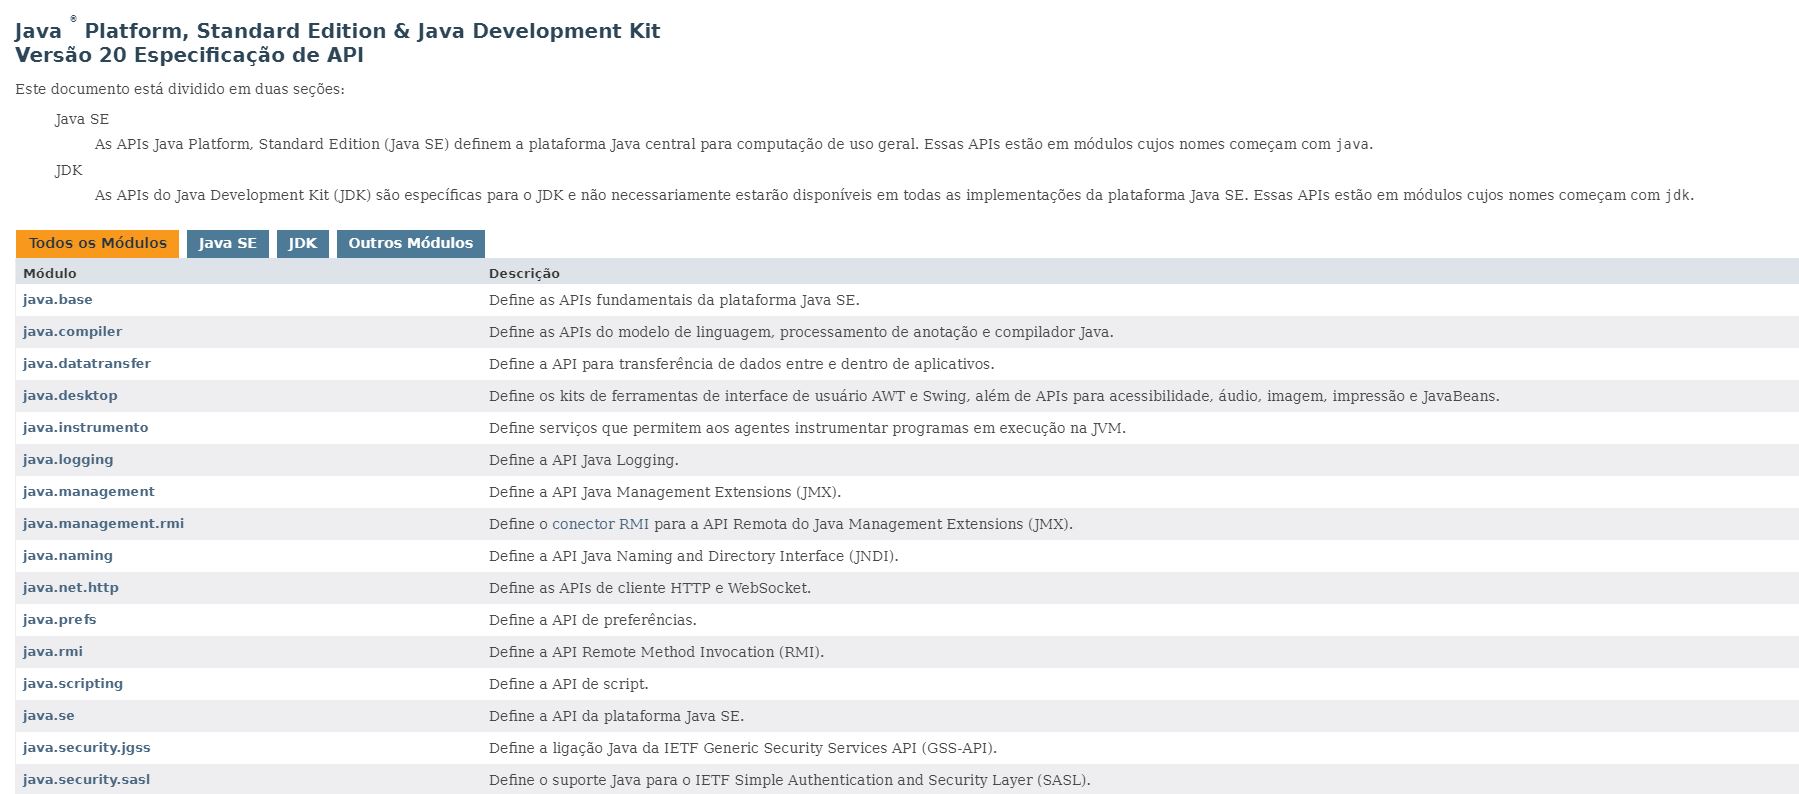 Java ® Platform, Standard Edition & Java Development Kit
Versão 20 Especificação de API
Este documento está dividido em duas seções:
Java SE
As APIs Java Platform, Standard Edition (Java SE) definem a plataforma Java central para computação de uso geral. Essas APIs estão em módulos cujos nomes começam com java.
JDK
As APIs do Java Development Kit (JDK) são específicas para o JDK e não necessariamente estarão disponíveis em todas as implementações da plataforma Java SE. Essas APIs estão em módulos cujos nomes começam com jdk.
Todos os Módulos Java SE JDK Outros Módulos
Módulo Descrição
java.base Define as APIs fundamentais da plataforma Java SE.
java.compiler Define as APIs do modelo de linguagem, processamento de anotação e compilador Java.
java.datatransfer Define a API para transferência de dados entre e dentro de aplicativos.
java.desktop Define os kits de ferramentas de interface de usuário AWT e Swing, além de APIs para acessibilidade, áudio, imagem, impressão e JavaBeans.
java.instrumento Define serviços que permitem aos agentes instrumentar programas em execução na JVM.
java.logging Define a API Java Logging.
java.management Define a API Java Management Extensions (JMX).
java.management.rmi Define o conector RMI para a API Remota do Java Management Extensions (JMX).
java.naming Define a API Java Naming and Directory Interface (JNDI).
java.net.http Define as APIs de cliente HTTP e WebSocket.
java.prefs Define a API de preferências.
java.rmi Define a API Remote Method Invocation (RMI).
java.scripting Define a API de script.
java.se Define a API da plataforma Java SE.
java.security.jgss Define a ligação Java da IETF Generic Security Services API (GSS-API).
java.security.sasl Define o suporte Java para o IETF Simple Authentication and Security Layer (SASL).